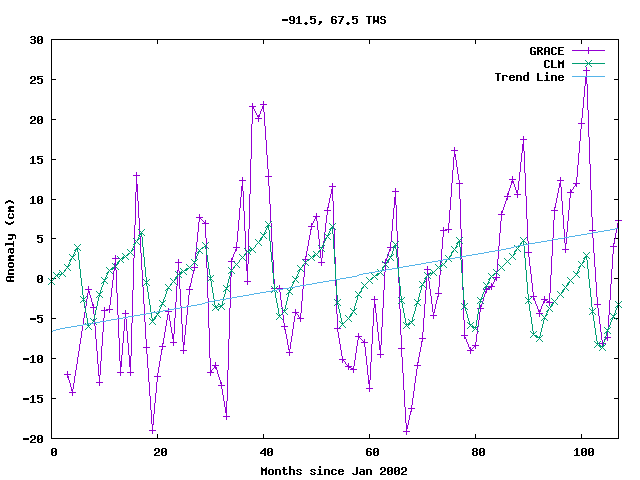 -91.5, 67.5 TWS
GRACE
CLM
Trend Line
Anomaly (cm)
30
25
20
15
10
5
0
-5
-10
-15
-20
0 20 40 60 80 100
Months since Jan 2002